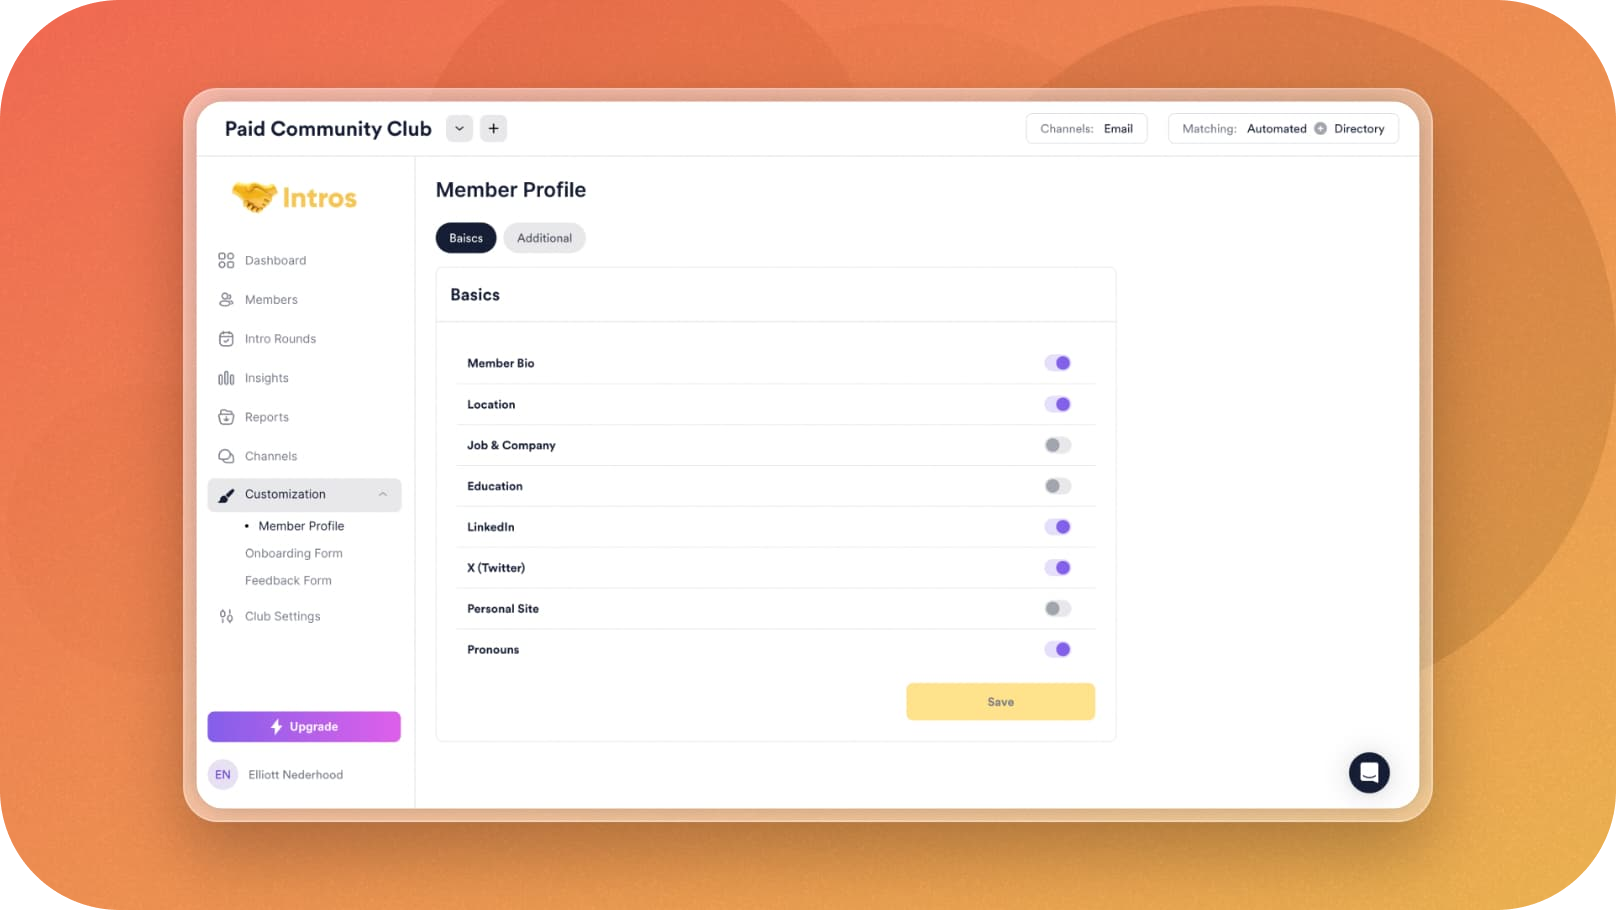 Paid Community Club
Channels: Email
Matching: Automated Directory
Intros
Dashboard
Members
Intro Rounds
Insights
Reports
Channels
Customization
Member Profile
Onboarding Form
Feedback Form
Club Settings
Upgrade
EN Elliott Nederhood
Member Profile
Baiscs Additional
Basics
Member Bio
Location
Job & Company
Education
LinkedIn
X (Twitter)
Personal Site
Pronouns
Save